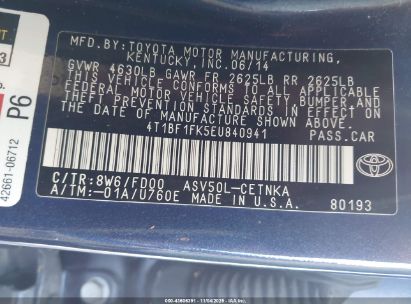 MFD.BY:TOYOTA MOTOR MANUFACTURING,
KENTUCKY,INC.06/14
GVWR 4630LB GAWR FR 2625LB RR 2625LB
THIS VEHICLE CONFORMS TO ALL APPLICABLE
FEDERAL MOTOR VEHICLE SAFETY,BUMPER,AND
THEFT PREVENTION STANDARDS IN EFFECT ON
THE DATE OF MANUFACTURE SHOWN ABOVE.
4T1BF1FK5EU840941 PASS.CAR
C/TR:8W6/FD00 ASV50L-CETNKA
A/TM:-01A/U760E MADE IN U.S.A. 80193
TOYOTA
P6
42661-06712